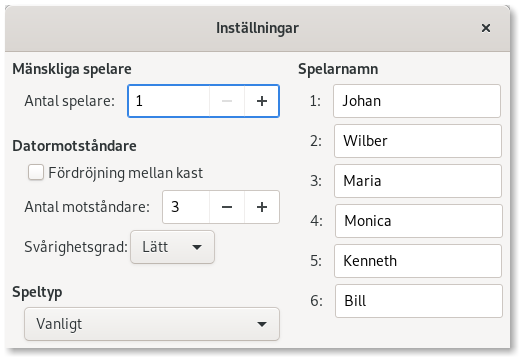 Inställningar
Mänskliga spelare
Antal spelare: 1
Datormotståndare
Fördröjning mellan kast
Antal motståndare: 3
Svårighetsgrad: Lätt
Speltyp
Vanligt
Spelarnamn
1: Johan
2: Wilber
3: Maria
4: Monica
5: Kenneth
6: Bill